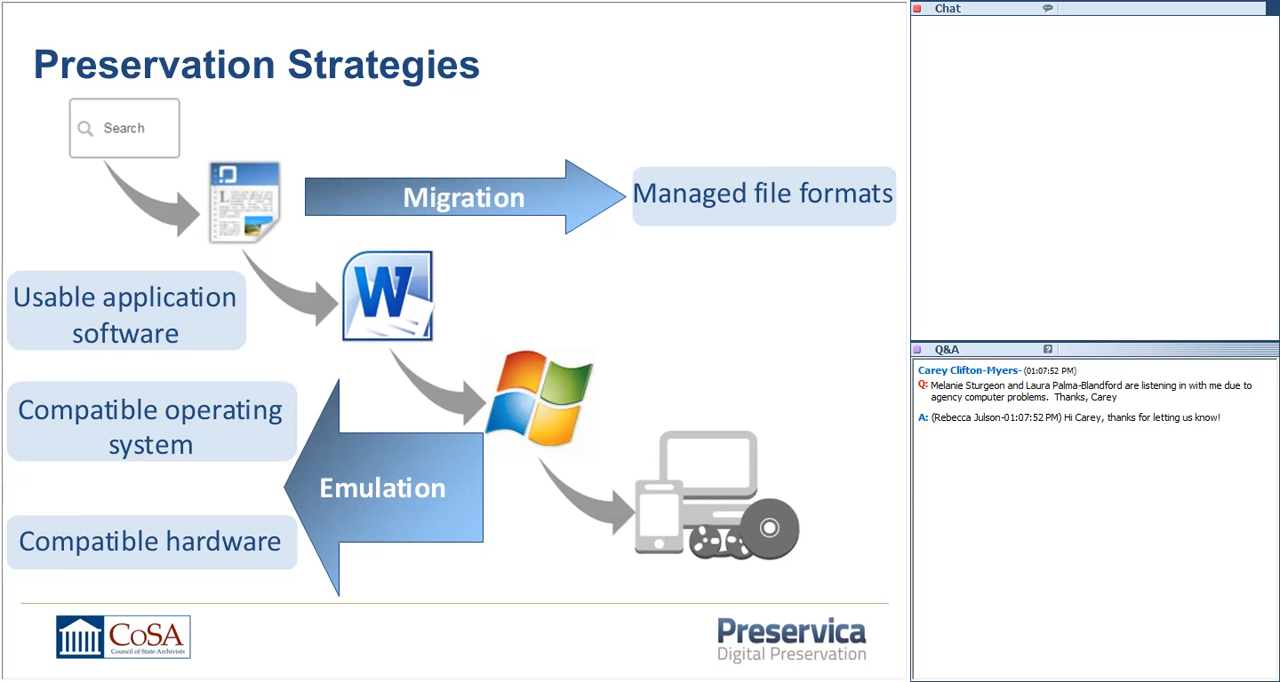 Preservation Strategies
Search
Migration
Managed file formats
Usable application
software
W
Compatible operating
system
Emulation
Compatible hardware
CoSA
Council of State Archivists
Preservica
Digital Preservation
Chat
Q&A
Carey Clifton-Myers- (01:07:52 PM)
Q: Melanie Sturgeon and Laura Palma-Blandford are listening in with me due to
agency computer problems.  Thanks, Carey
A: (Rebecca Julson-01:07:52 PM) Hi Carey, thanks for letting us know!